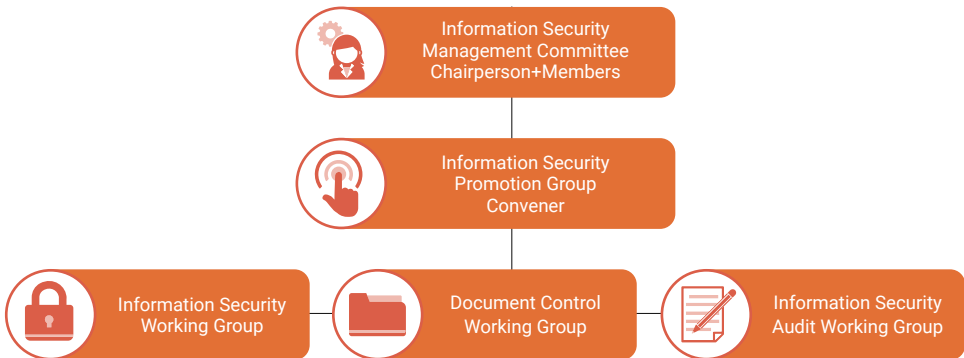 Information Security
Management Committee
Chairperson+Members
Information Security
Promotion Group
Convener
Information Security
Working Group
Document Control
Working Group
Information Security
Audit Working Group